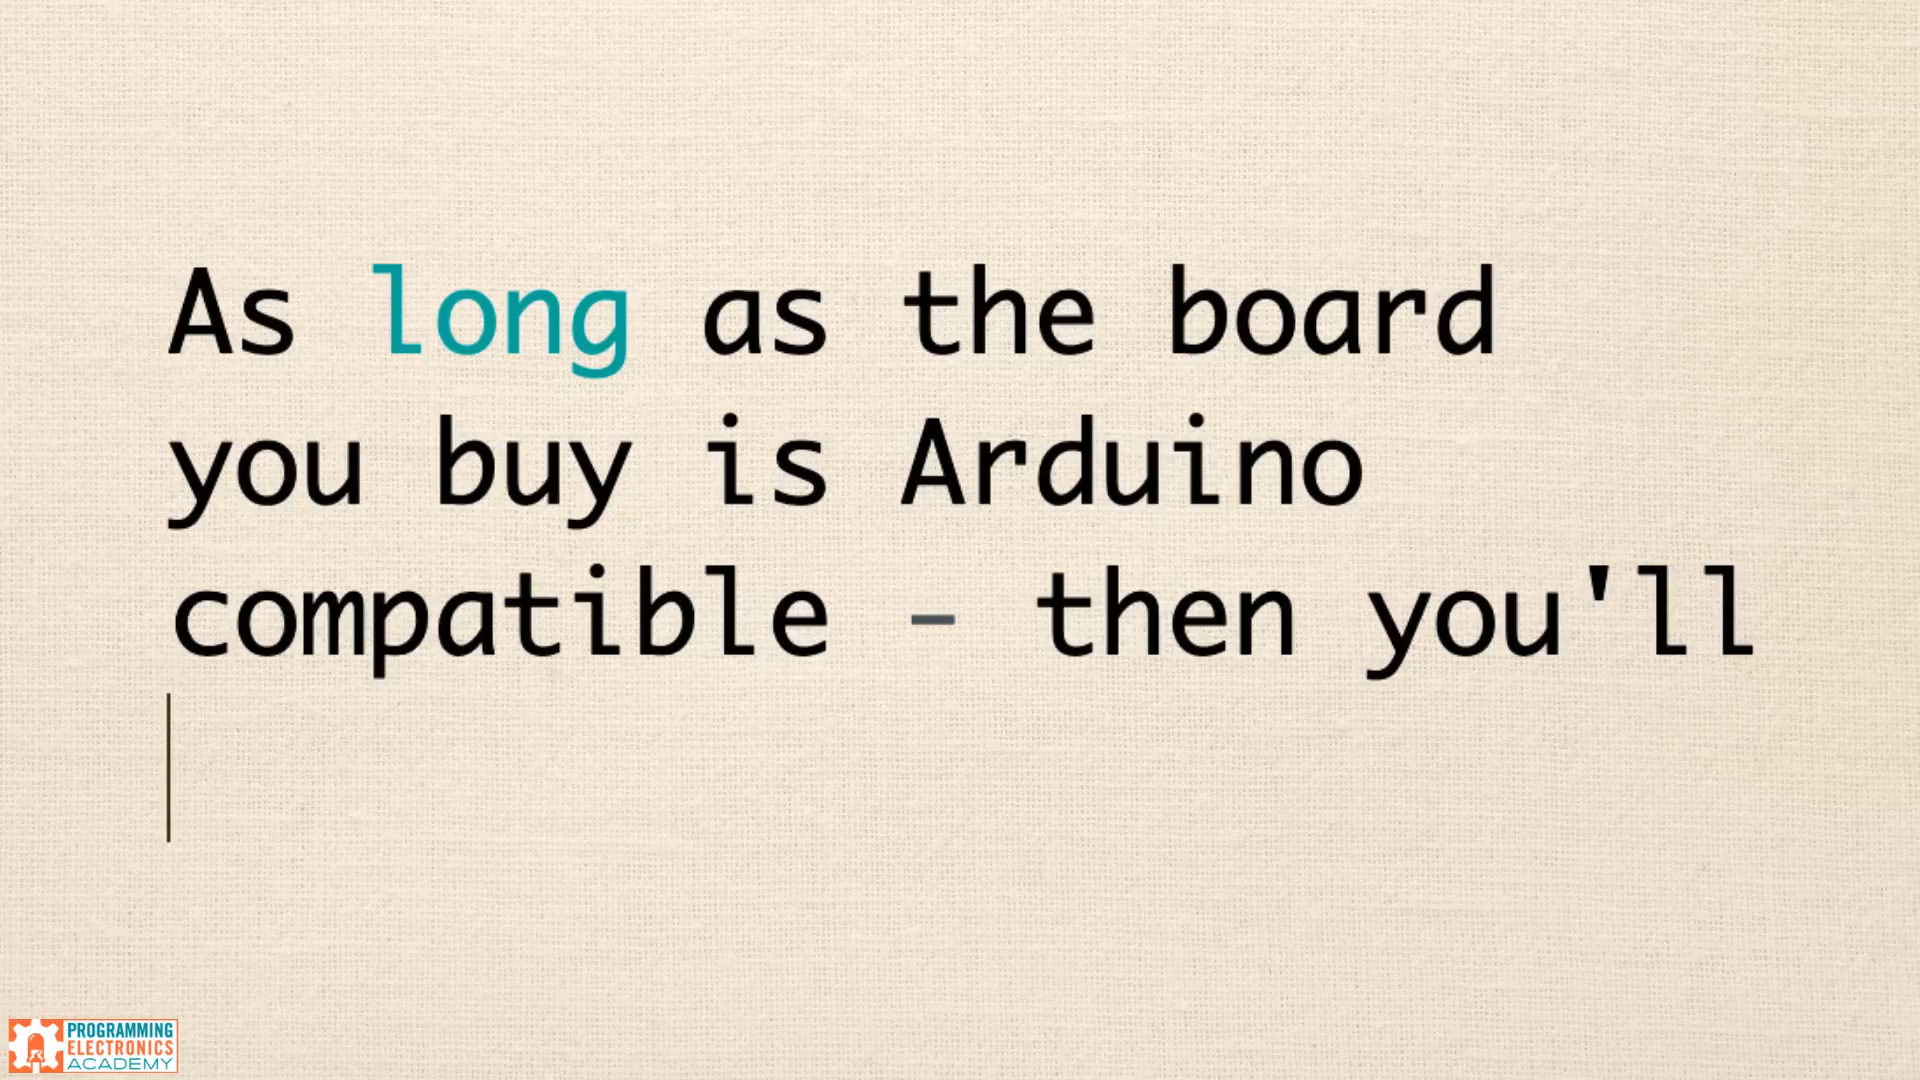 As long as the board
you buy is Arduino
compatible - then you'll
PROGRAMMING
ELECTRONICS
ACADEMY